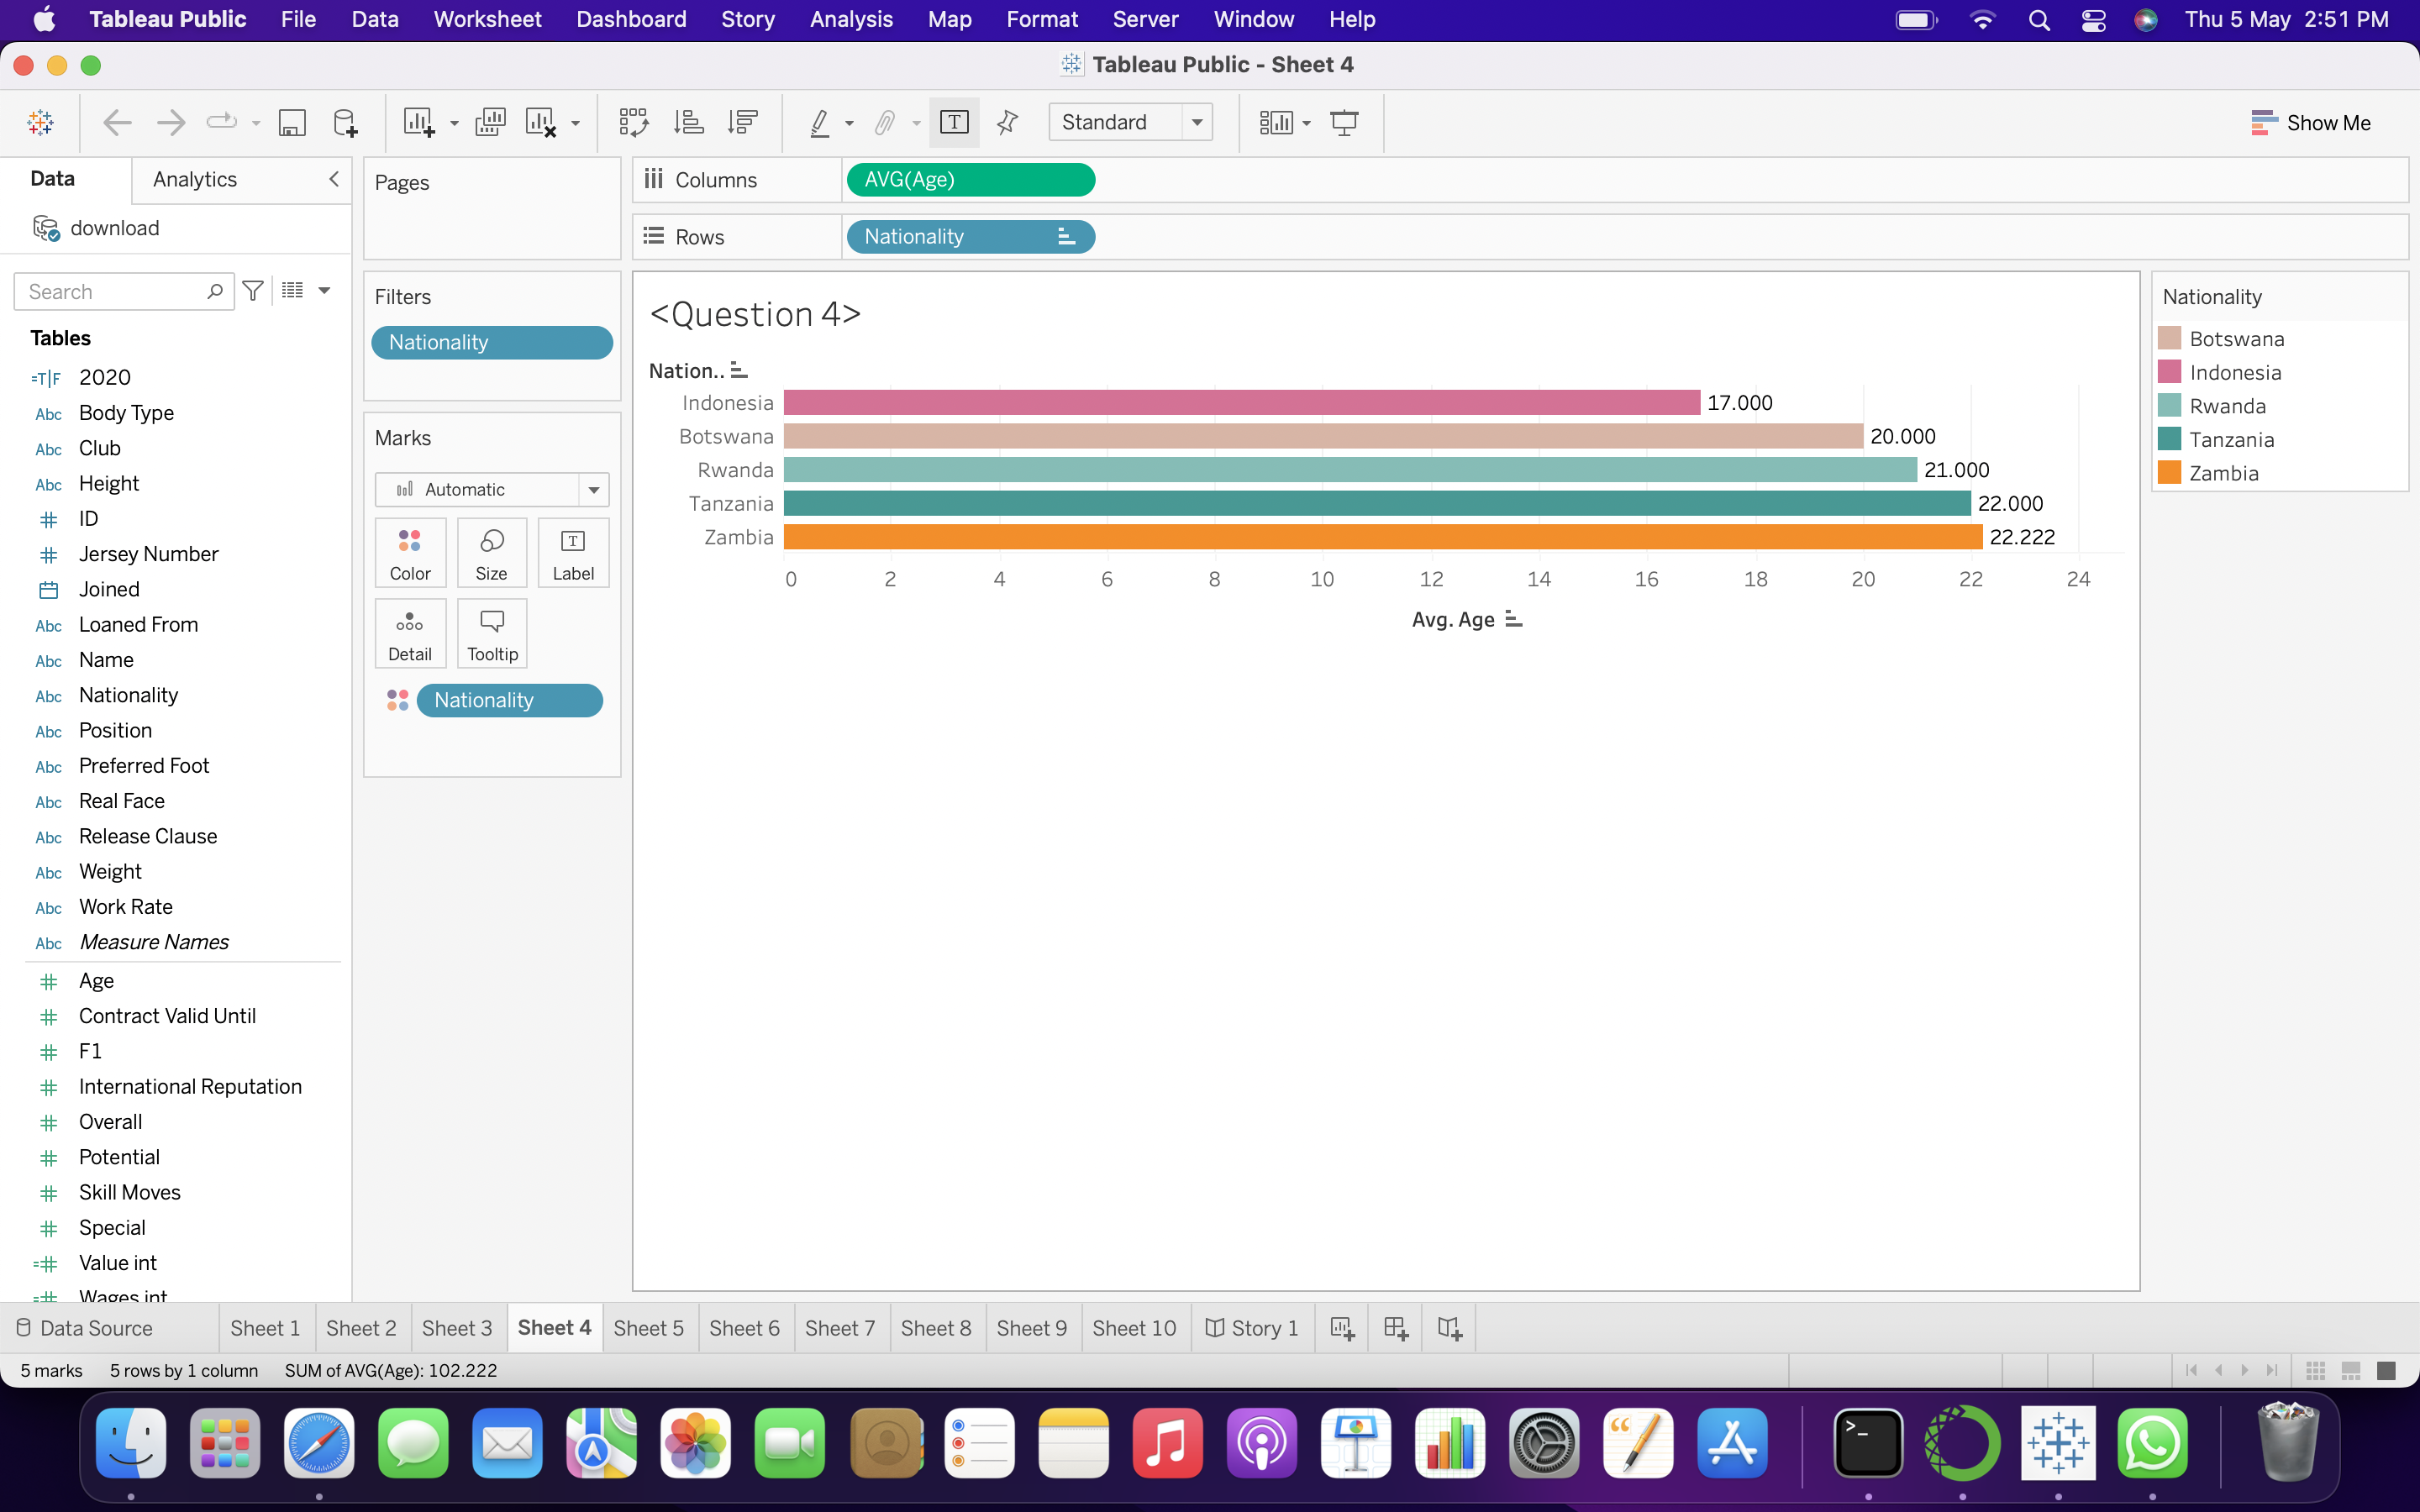 Tableau Public File Data Worksheet Dashboard Story Analysis Map Format Server Window Help Thu 5 May 2:51 PM
Tableau Public - Sheet 4
T Standard Show Me
Data Analytics
download
Search
Tables
=T|F 2020
Abc Body Type
Abc Club
Abc Height
ID
Jersey Number
Joined
Abc Loaned From
Abc Name
Abc Nationality
Abc Position
Abc Preferred Foot
Abc Real Face
Abc Release Clause
Abc Weight
Abc Work Rate
Abc Measure Names
Age
Contract Valid Until
F1
International Reputation
Overall
Potential
Skill Moves
Special
Value int
Wages int
Pages
Filters
Nationality
Marks
Automatic
Color Size Label
Detail Tooltip
Nationality
Columns AVG(Age)
Rows Nationality
<Question 4>
Nation..
Indonesia 17.000
Botswana 20.000
Rwanda 21.000
Tanzania 22.000
Zambia 22.222
0 2 4 6 8 10 12 14 16 18 20 22 24
Avg. Age
Nationality
Botswana
Indonesia
Rwanda
Tanzania
Zambia
Data Source Sheet 1 Sheet 2 Sheet 3 Sheet 4 Sheet 5 Sheet 6 Sheet 7 Sheet 8 Sheet 9 Sheet 10 Story 1
5 marks 5 rows by 1 column SUM of AVG(Age): 102.222